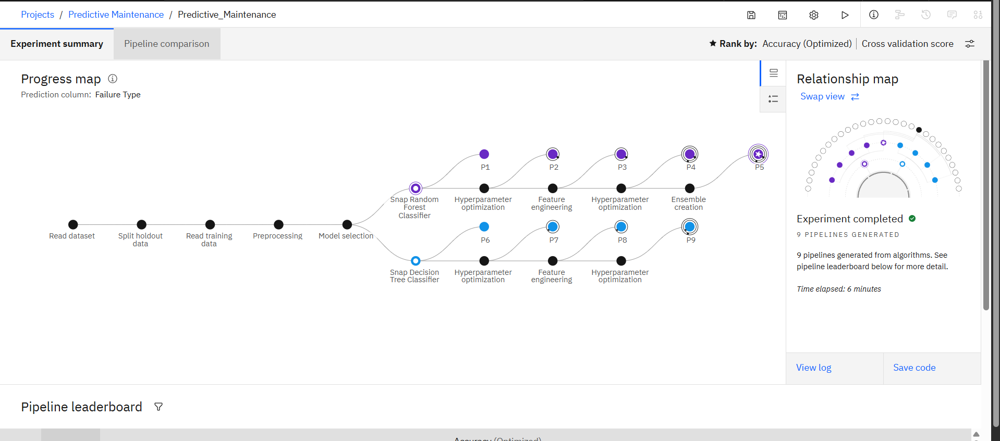 Projects / Predictive Maintenance / Predictive_Maintenance
Experiment summary
Pipeline comparison
Rank by: Accuracy (Optimized) | Cross validation score
Progress map
Prediction column: Failure Type
P1
P2
P3
P4
P5
Snap Random
Forest
Classifier
Hyperparameter
optimization
Feature
engineering
Hyperparameter
optimization
Ensemble
creation
Read dataset
Split holdout
data
Read training
data
Preprocessing
Model selection
P6
P7
P8
P9
Snap Decision
Tree Classifier
Hyperparameter
optimization
Feature
engineering
Hyperparameter
optimization
Relationship map
Swap view
Experiment completed
9 PIPELINES GENERATED
9 pipelines generated from algorithms. See
pipeline leaderboard below for more detail.
Time elapsed: 6 minutes
View log
Save code
Pipeline leaderboard
Accuracy (Optimized)